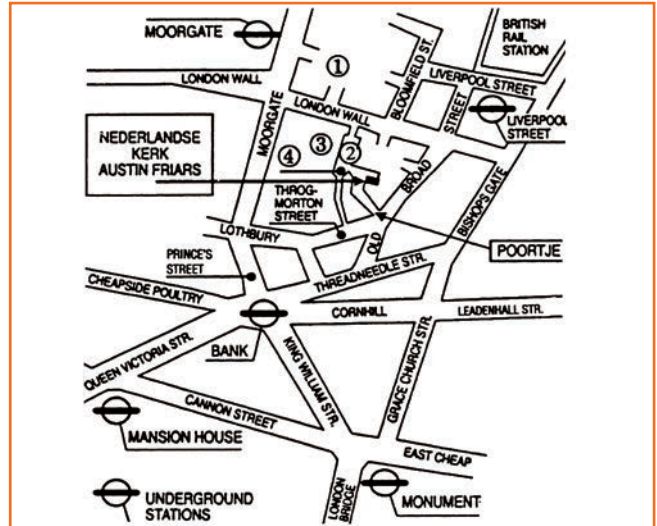 MOORGATE
BRITISH
RAIL
STATION
BLOOMFIELD ST.
①
LIVERPOOL STREET
LONDON WALL
LONDON WALL
STREET
LIVERPOOL
STREET
MOORGATE
NEDERLANDSE
KERK
AUSTIN FRIARS
③
②
④
THROG-
MORTON
STREET
BROAD
OLD
BISHOP'S GATE
LOTHBURY
POORTJE
PRINCE'S
STREET
THREADNEEDLE STR.
CHEAPSIDE POULTRY
CORNHILL
LEADENHALL STR.
BANK
QUEEN VICTORIA STR.
KING WILLIAM STR.
GRACE CHURCH STR.
CANNON STREET
MANSION HOUSE
EAST CHEAP
UNDERGROUND
STATIONS
LONDON
BRIDGE
MONUMENT